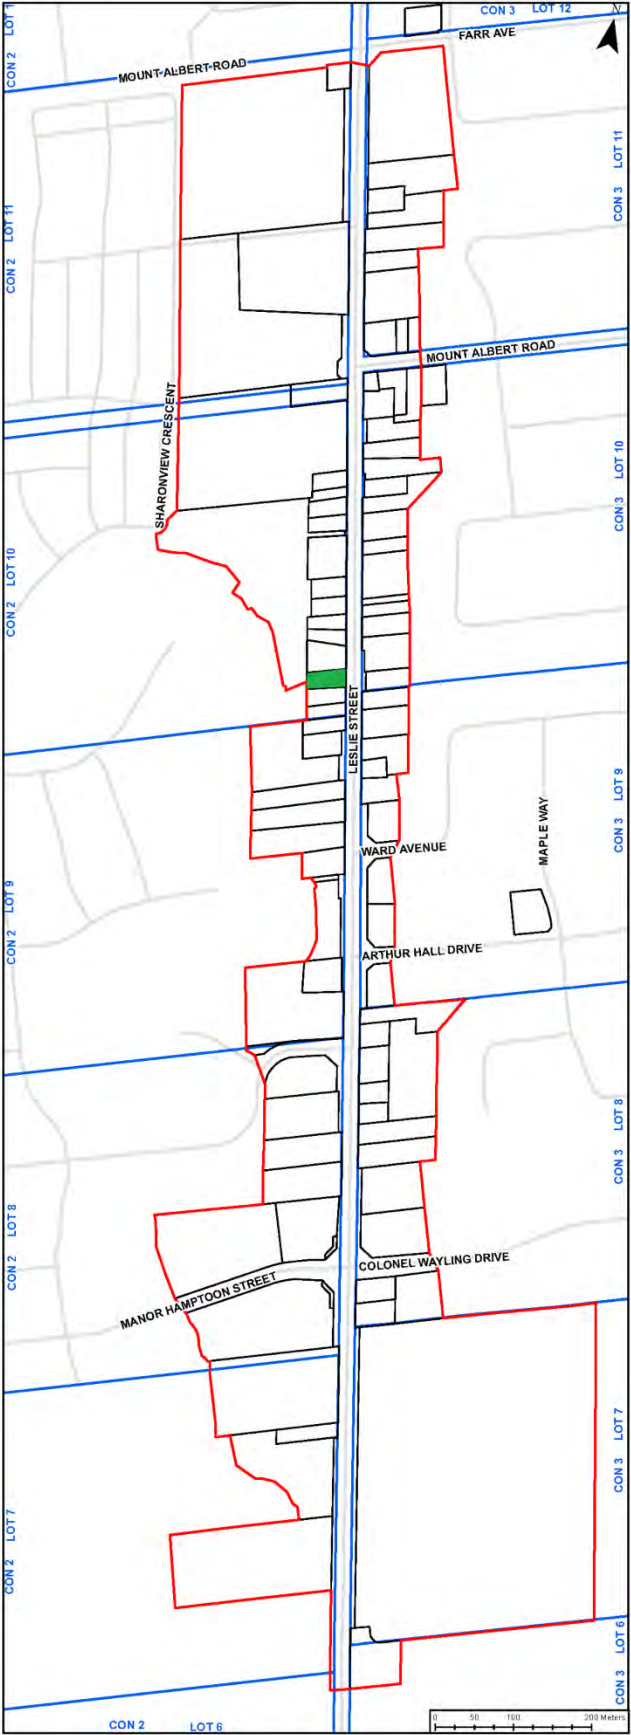 CON 3 LOT 12
N
LOT 1
CON 2
FARR AVE
MOUNT ALBERT ROAD
LOT 11
CON 3
LOT 11
CON 2
MOUNT ALBERT ROAD
SHARONVIEW CRESCENT
LOT 10
CON 3
LOT 10
CON 2
LESLIE STREET
LOT 9
CON 3
MAPLE WAY
WARD AVENUE
LOT 9
CON 2
ARTHUR HALL DRIVE
LOT 8
CON 3
LOT 8
CON 2
COLONEL WAYLING DRIVE
MANOR HAMPTOON STREET
LOT 7
CON 3
LOT 7
CON 2
LOT 6
CON 3
CON 2 LOT 6
0 50 100 200 Meters